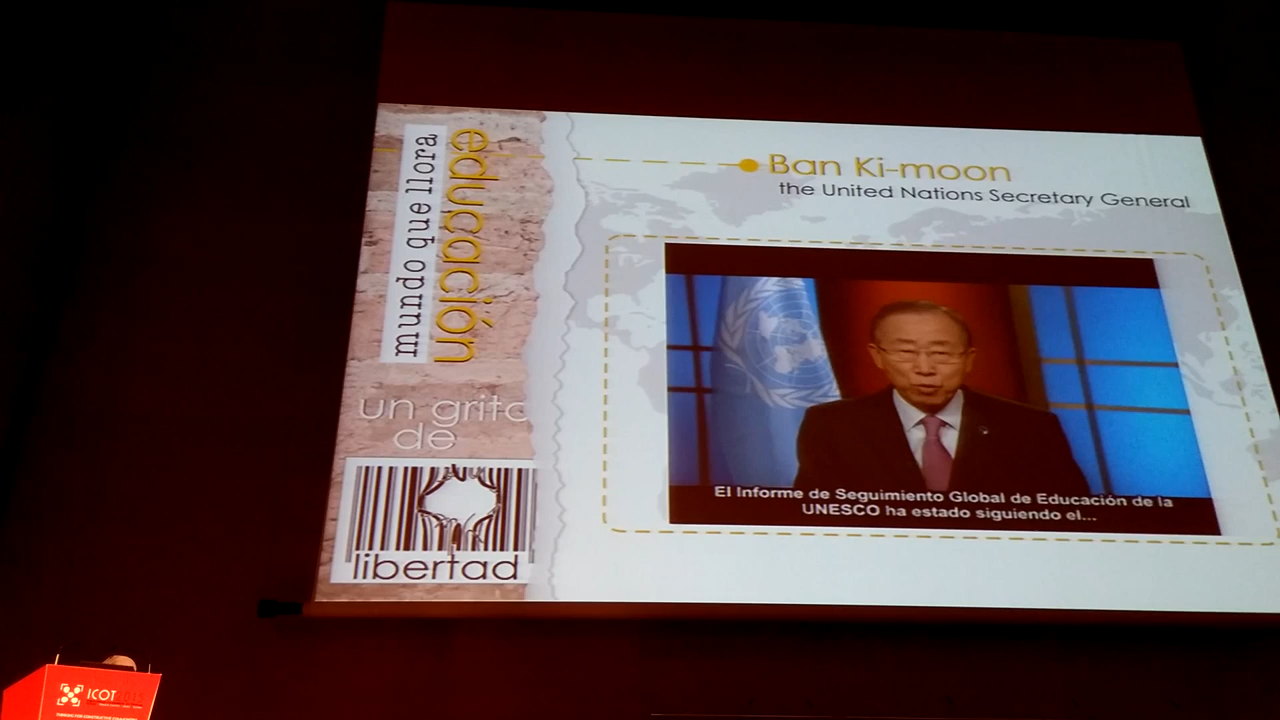 mundo que llora
educación
un grito
de
libertad
Ban Ki-moon
the United Nations Secretary General
El Informe de Seguimiento Global de Educación de la
UNESCO ha estado siguiendo el...
ICOT2015